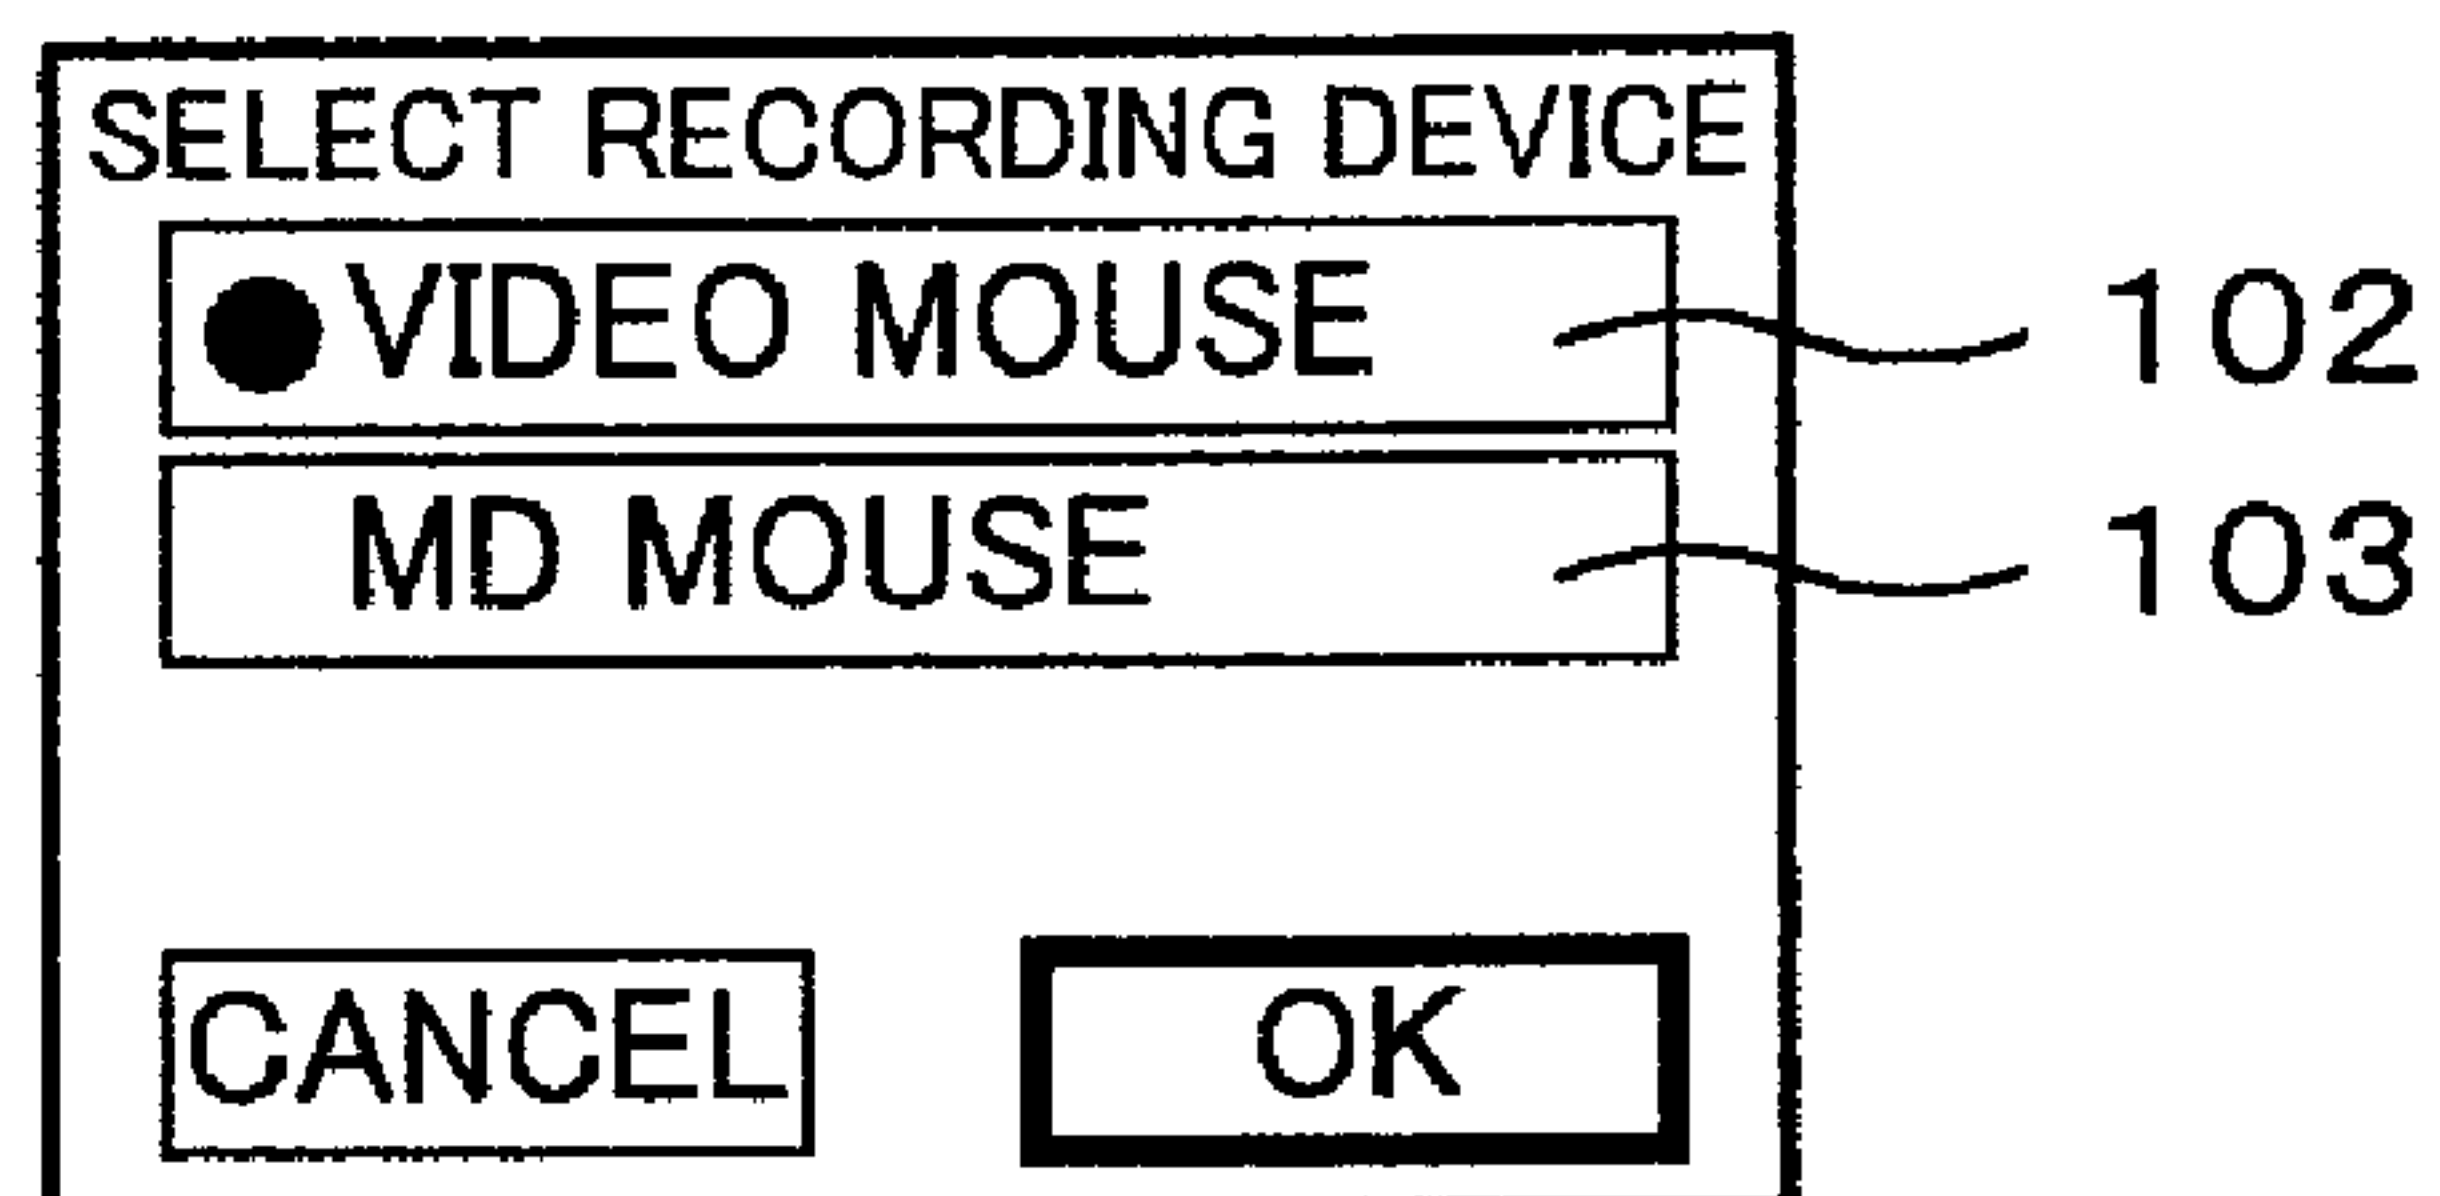 SELECT RECORDING DEVICE
●VIDEO MOUSE 102
MD MOUSE 103
CANCEL OK